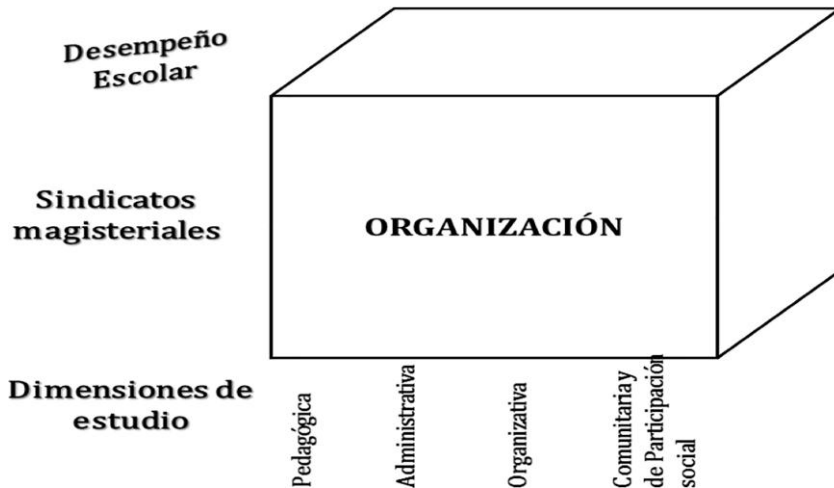 Desempeño
Escolar
Sindicatos
magisteriales
ORGANIZACIÓN
Dimensiones de
estudio
Pedagógica
Administrativa
Organizativa
Comunitaria y
de Participación
social